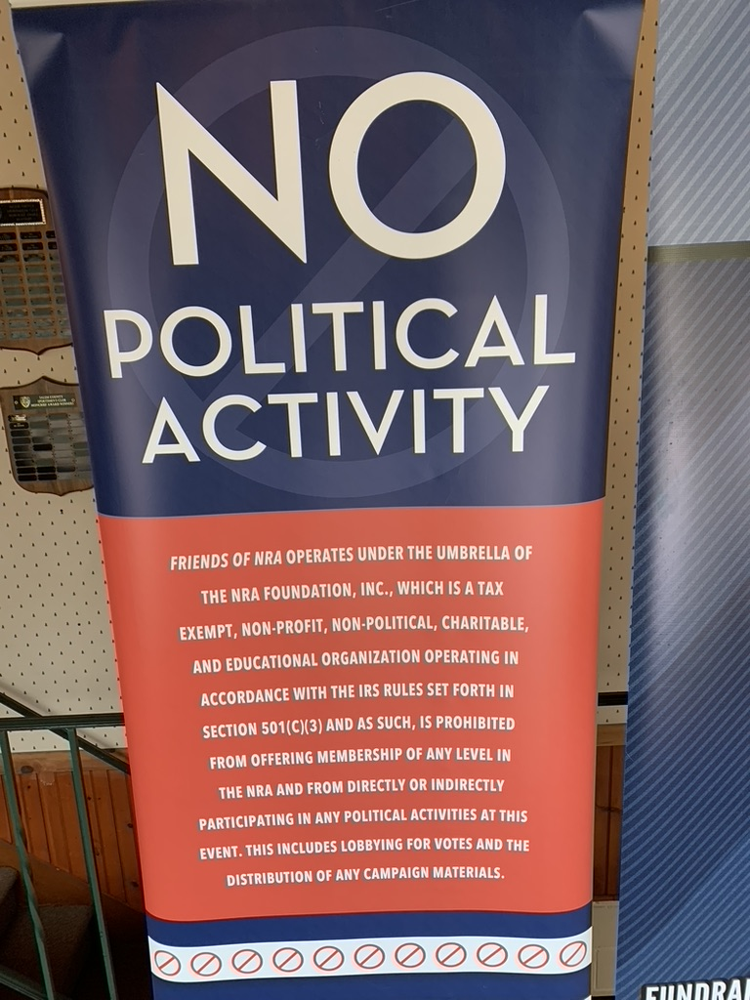 NO
POLITICAL
ACTIVITY
FRIENDS OF NRA OPERATES UNDER THE UMBRELLA OF
THE NRA FOUNDATION, INC., WHICH IS A TAX
EXEMPT, NON-PROFIT, NON-POLITICAL, CHARITABLE,
AND EDUCATIONAL ORGANIZATION OPERATING IN
ACCORDANCE WITH THE IRS RULES SET FORTH IN
SECTION 501(C)(3) AND AS SUCH, IS PROHIBITED
FROM OFFERING MEMBERSHIP OF ANY LEVEL IN
THE NRA AND FROM DIRECTLY OR INDIRECTLY
PARTICIPATING IN ANY POLITICAL ACTIVITIES AT THIS
EVENT. THIS INCLUDES LOBBYING FOR VOTES AND THE
DISTRIBUTION OF ANY CAMPAIGN MATERIALS.
FUNDRAI